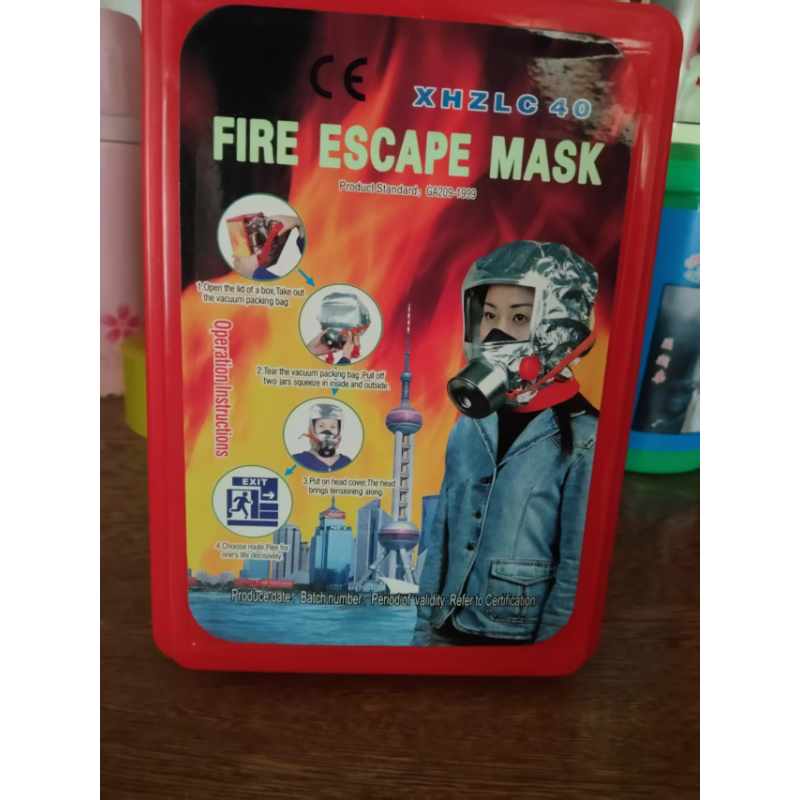 CE
XHZLC 40
FIRE ESCAPE MASK
Product Standard: GA209-1999
1.Open the lid of a box,Take out
the vacuum packing bag
2.Tear the vacuum packing bag ,Pull off
two jars squeeze in inside and outside.
Operation Instructions
3.Put on head cover.The head
brings tensioning along.
EXIT
4.Choose route.Flee for
one's life decisively
Produce date: Batch number: Period of validity Refer to Certification